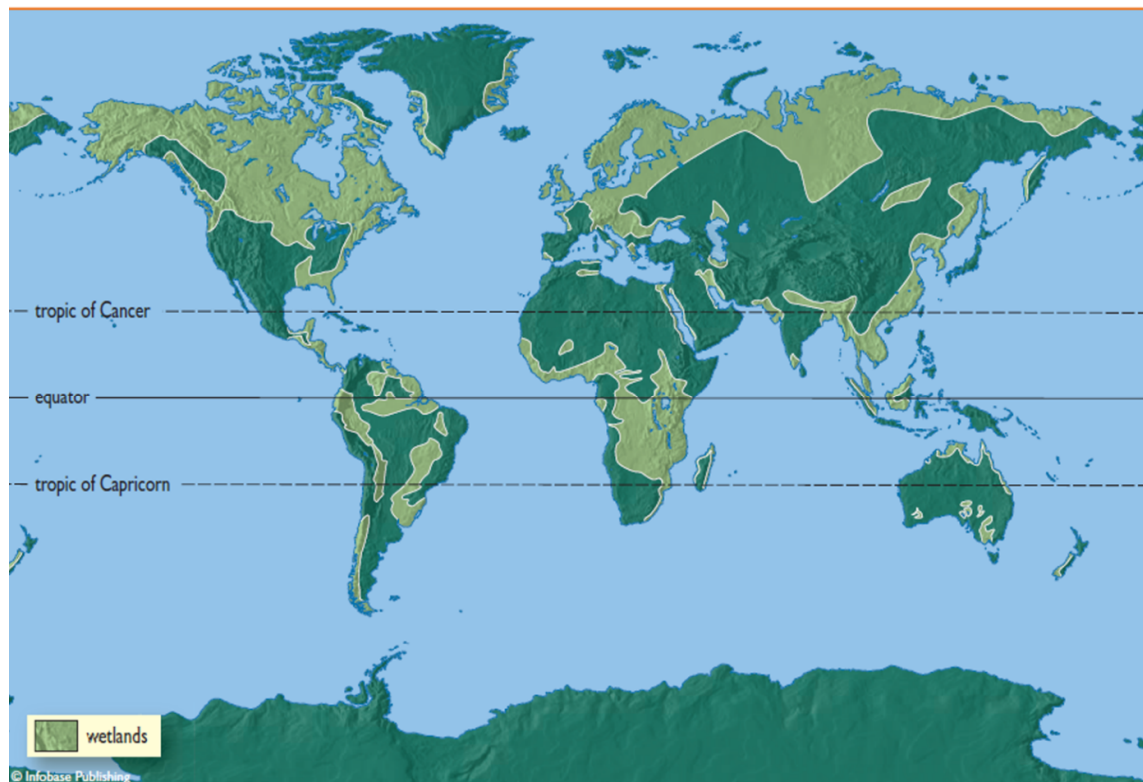 tropic of Cancer
equator
tropic of Capricorn
wetlands
© Infobase Publishing